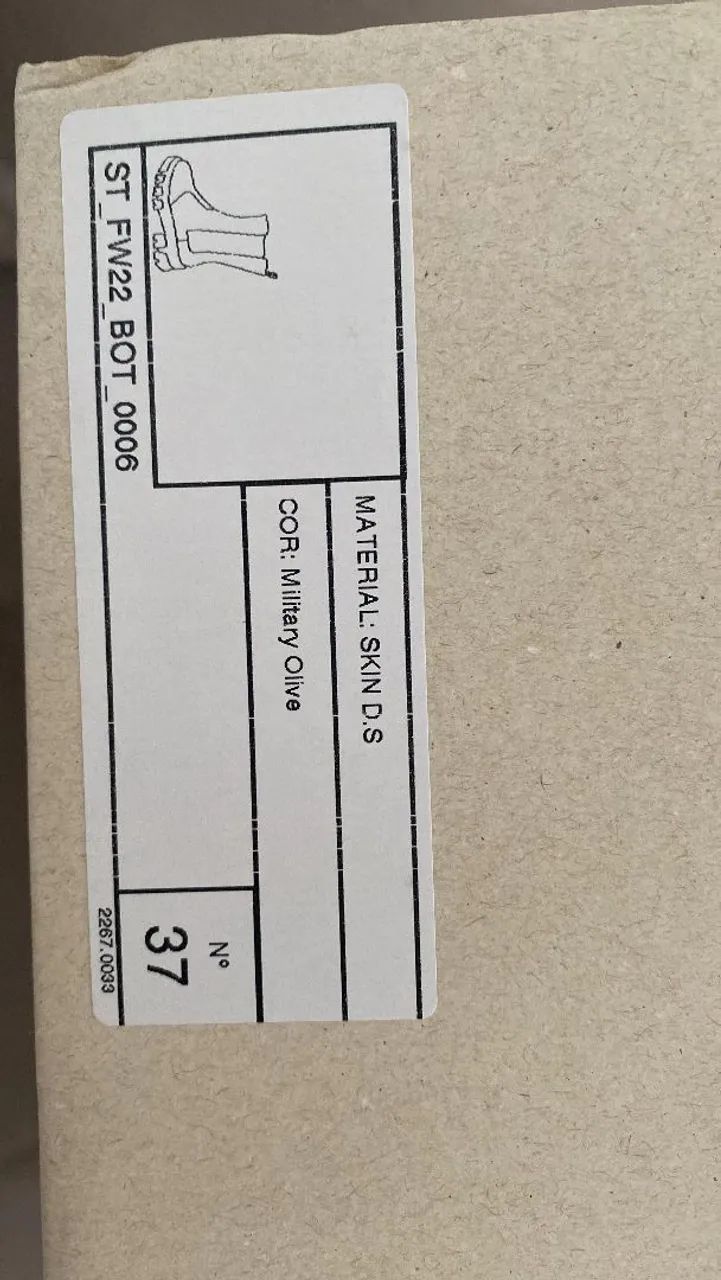 MATERIAL: SKIN D.S
COR: Military Olive
Nº
37
ST_FW22_BOT_0006
2267.0033